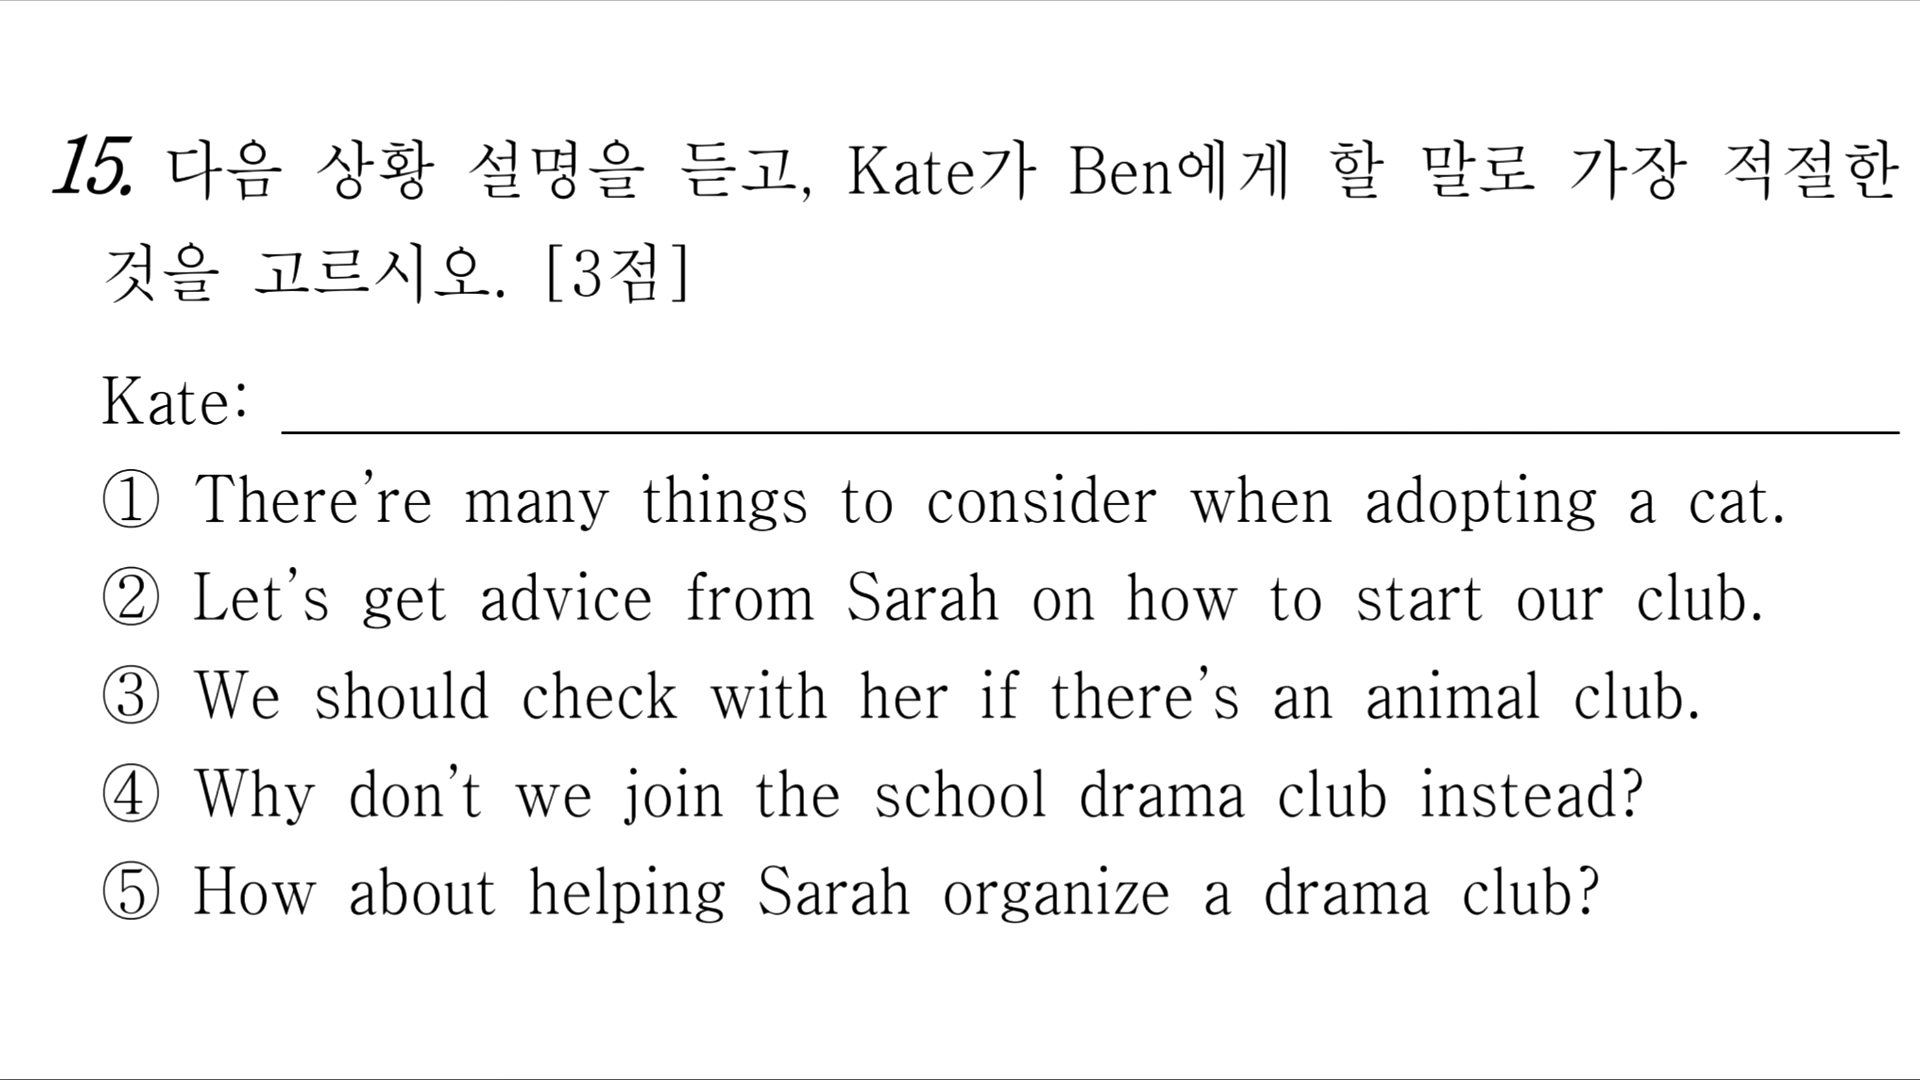 15. 다음 상황 설명을 듣고, Kate가 Ben에게 할 말로 가장 적절한
것을 고르시오. [3점]
Kate: ______________________________
① There're many things to consider when adopting a cat.
② Let's get advice from Sarah on how to start our club.
③ We should check with her if there's an animal club.
④ Why don't we join the school drama club instead?
⑤ How about helping Sarah organize a drama club?